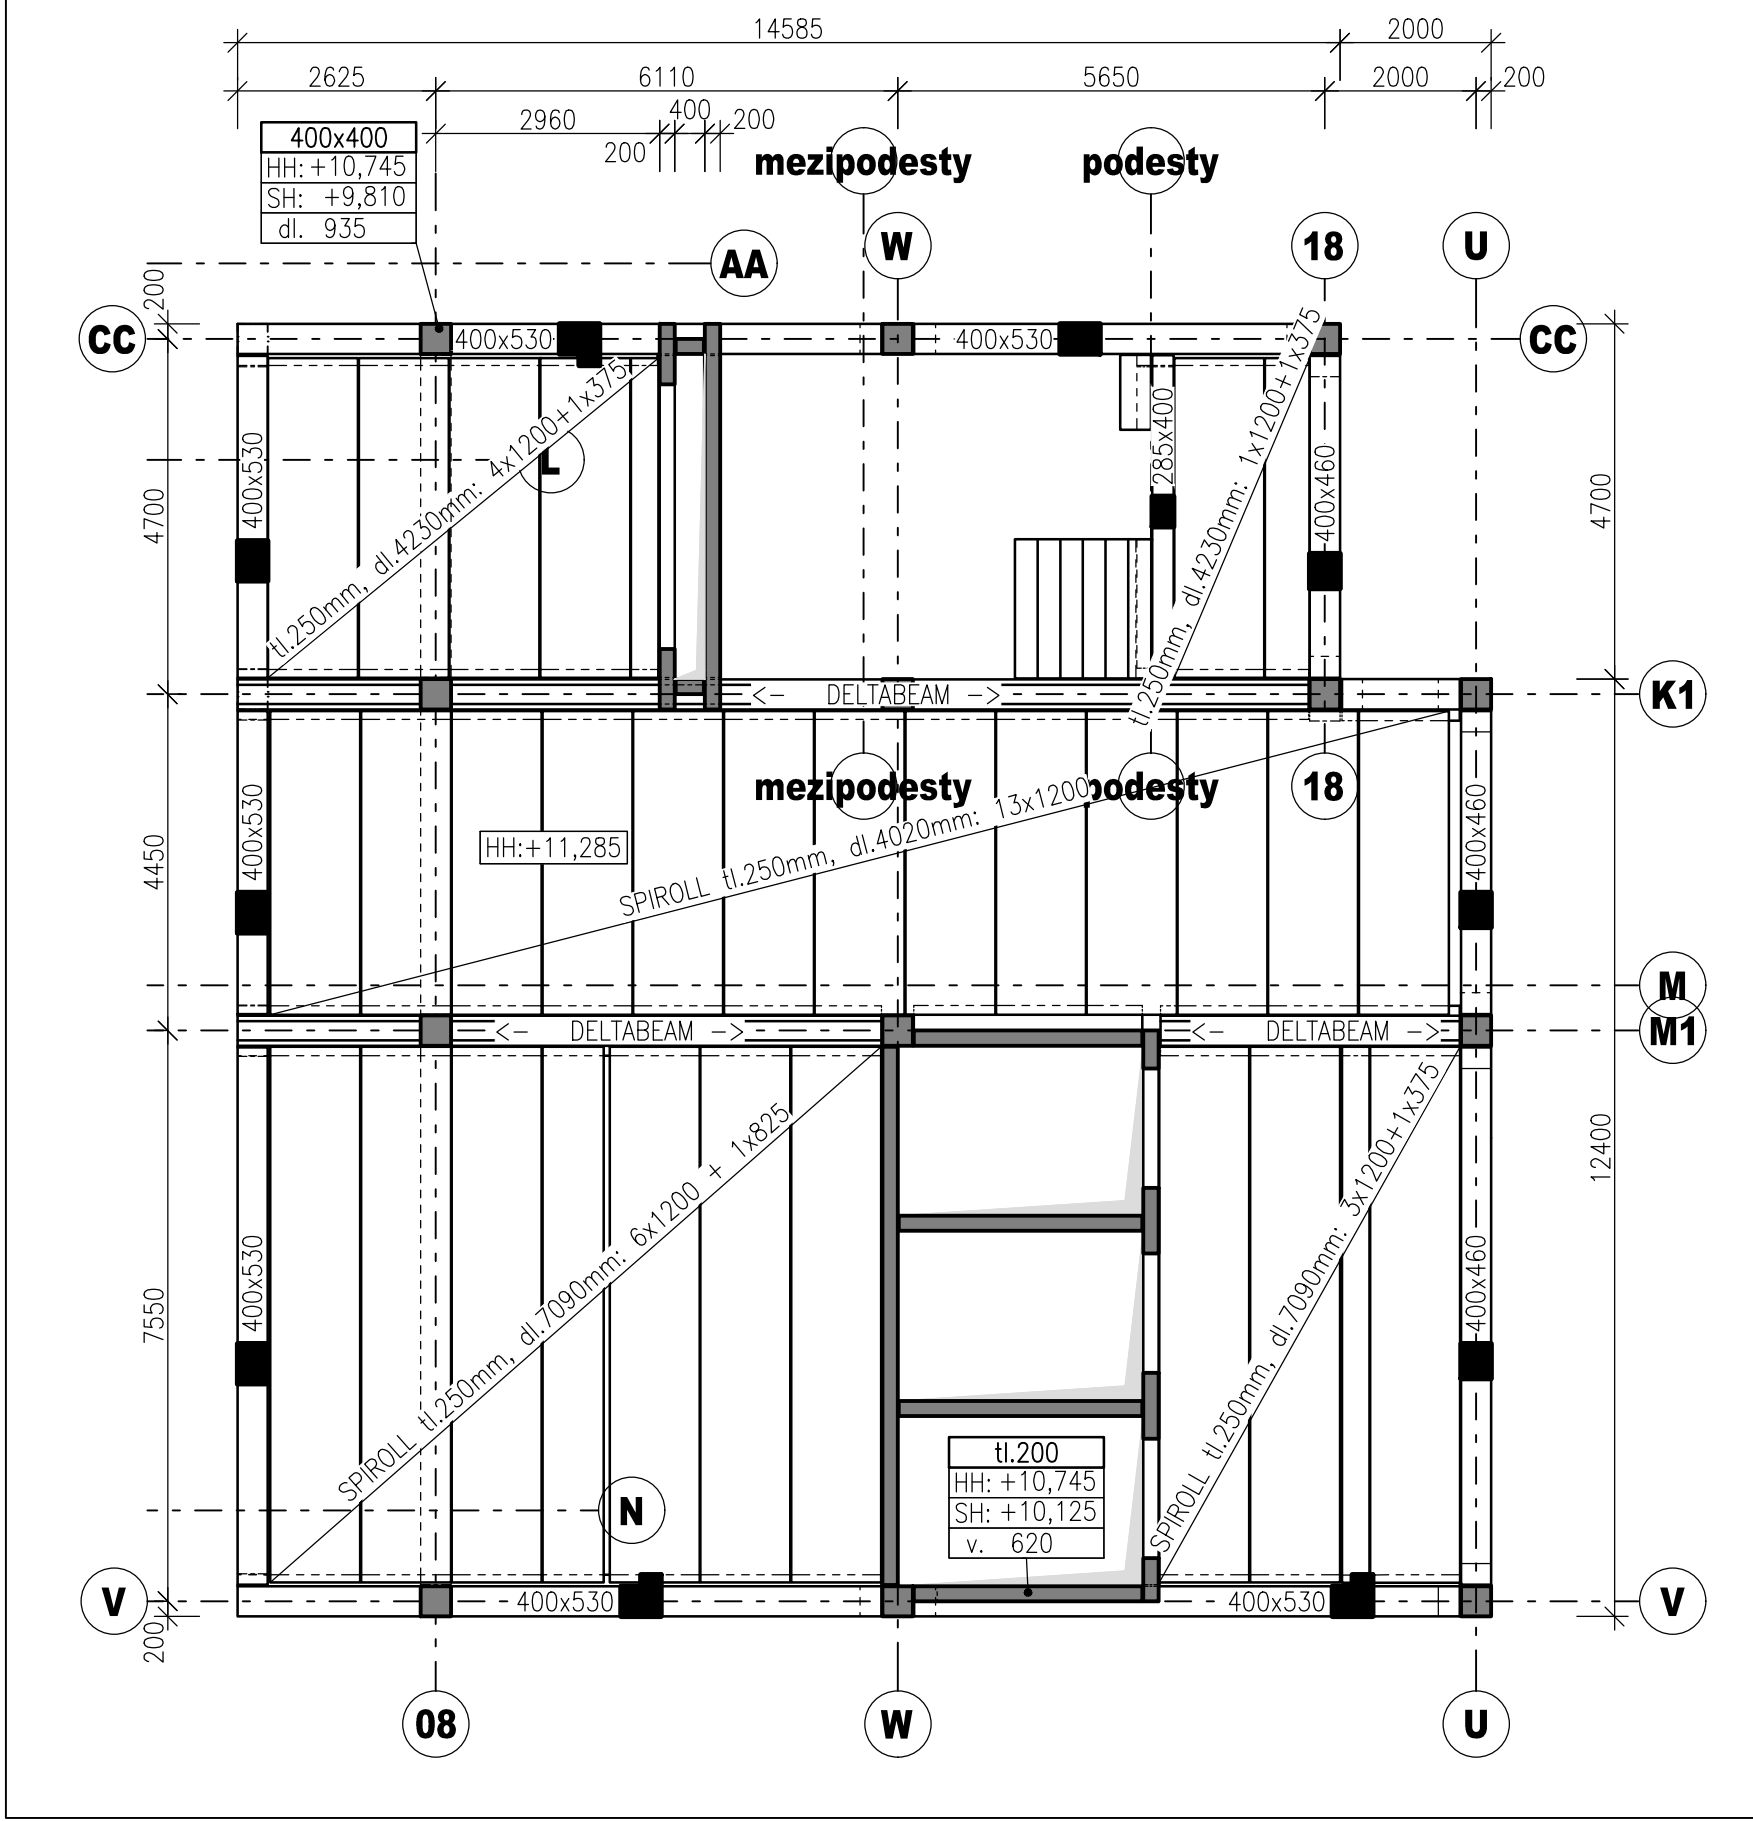 14585
2000
2625
6110
5650
2000
200
2960
400
200
200
400x400
HH: +10,745
SH: +9,810
dl. 935
mezipodesty
podesty
AA
W
18
U
200
CC
400x530
400x530
CC
4700
400x530
tl.250mm, dl.4230mm: 4x1200+1x375
L
285x400
tl.250mm, dl.4230mm: 1x1200+1x375
400x460
4700
<- DELTABEAM ->
K1
mezipodesty
podesty
18
4450
400x530
HH:+11,285
SPIROLL tl.250mm, dl.4020mm: 13x1200
400x460
M
<- DELTABEAM ->
<- DELTABEAM ->
M1
12400
7550
400x530
SPIROLL tl.250mm, dl.7090mm: 6x1200 + 1x825
SPIROLL tl.250mm, dl.7090mm: 3x1200+1x375
400x460
N
tl.200
HH: +10,745
SH: +10,125
v. 620
V
400x530
400x530
V
200
08
W
U